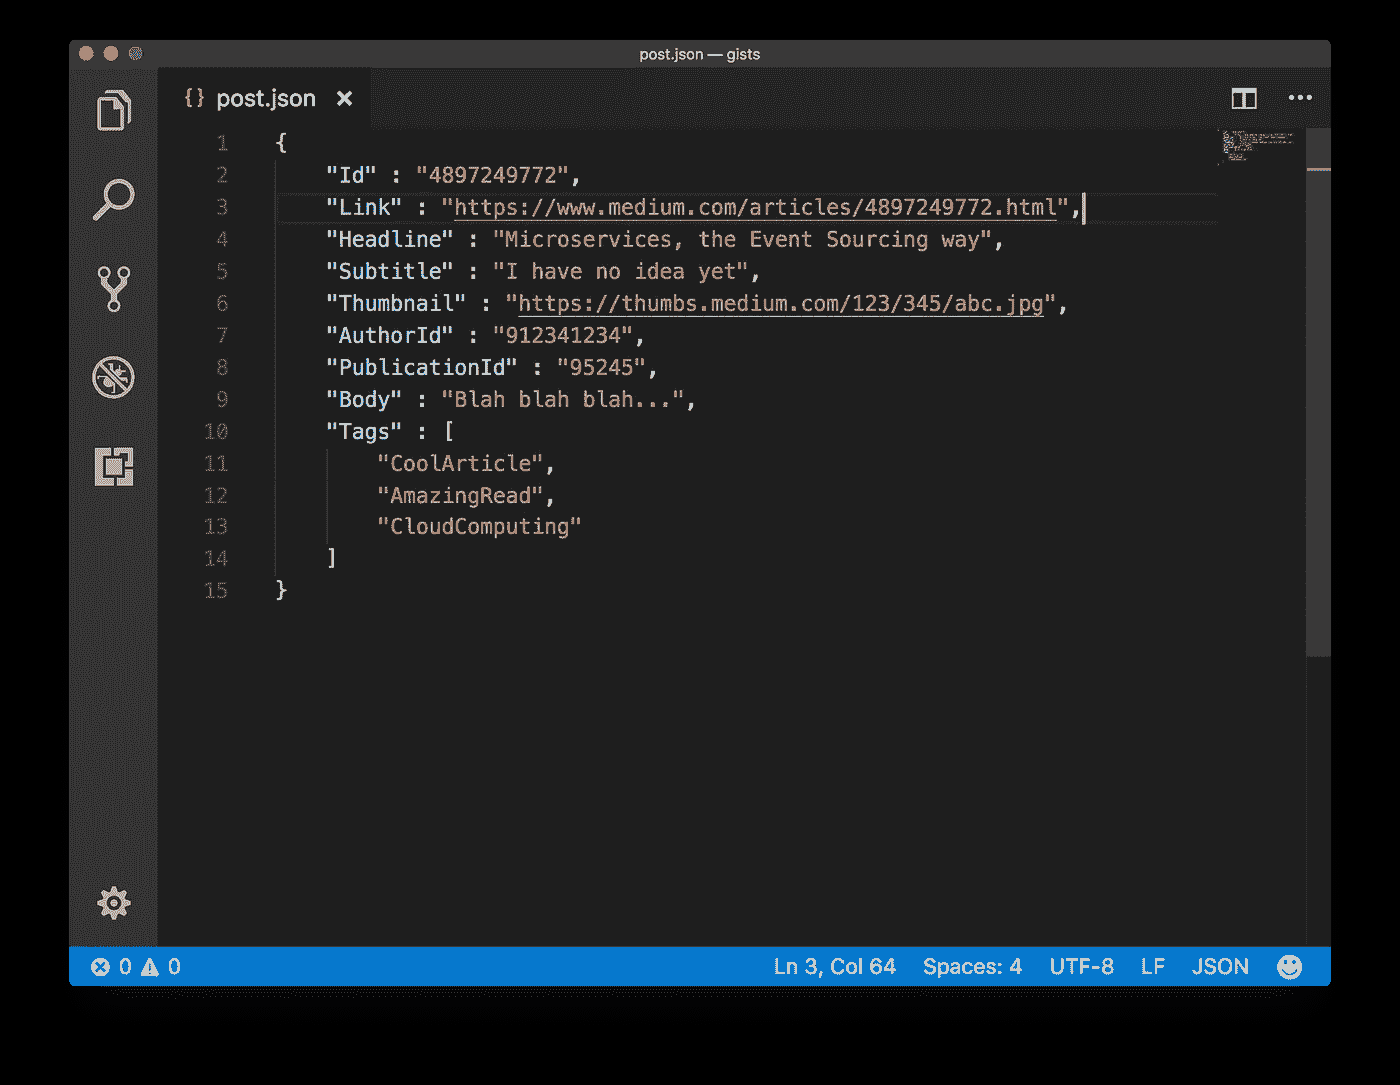 post.json — gists
{} post.json ×
1 {
2     "Id" : "4897249772",
3     "Link" : "https://www.medium.com/articles/4897249772.html",
4     "Headline" : "Microservices, the Event Sourcing way",
5     "Subtitle" : "I have no idea yet",
6     "Thumbnail" : "https://thumbs.medium.com/123/345/abc.jpg",
7     "AuthorId" : "912341234",
8     "PublicationId" : "95245",
9     "Body" : "Blah blah blah...",
10     "Tags" : [
11         "CoolArticle",
12         "AmazingRead",
13         "CloudComputing"
14     ]
15 }
0 0 Ln 3, Col 64 Spaces: 4 UTF-8 LF JSON